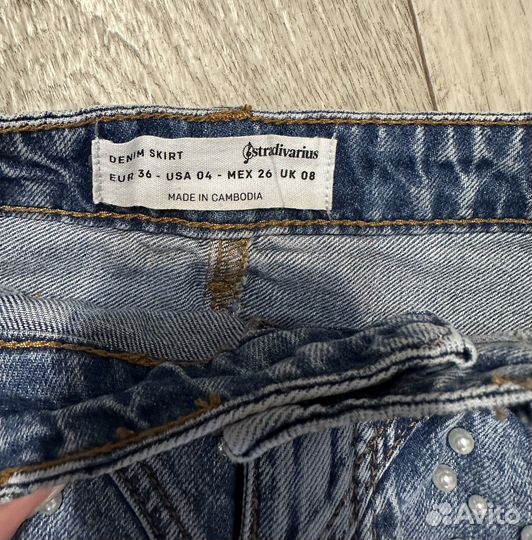 DENIM SKIRT
stradivarius
EUR 36 - USA 04 - MEX 26 UK 08
MADE IN CAMBODIA
Avito